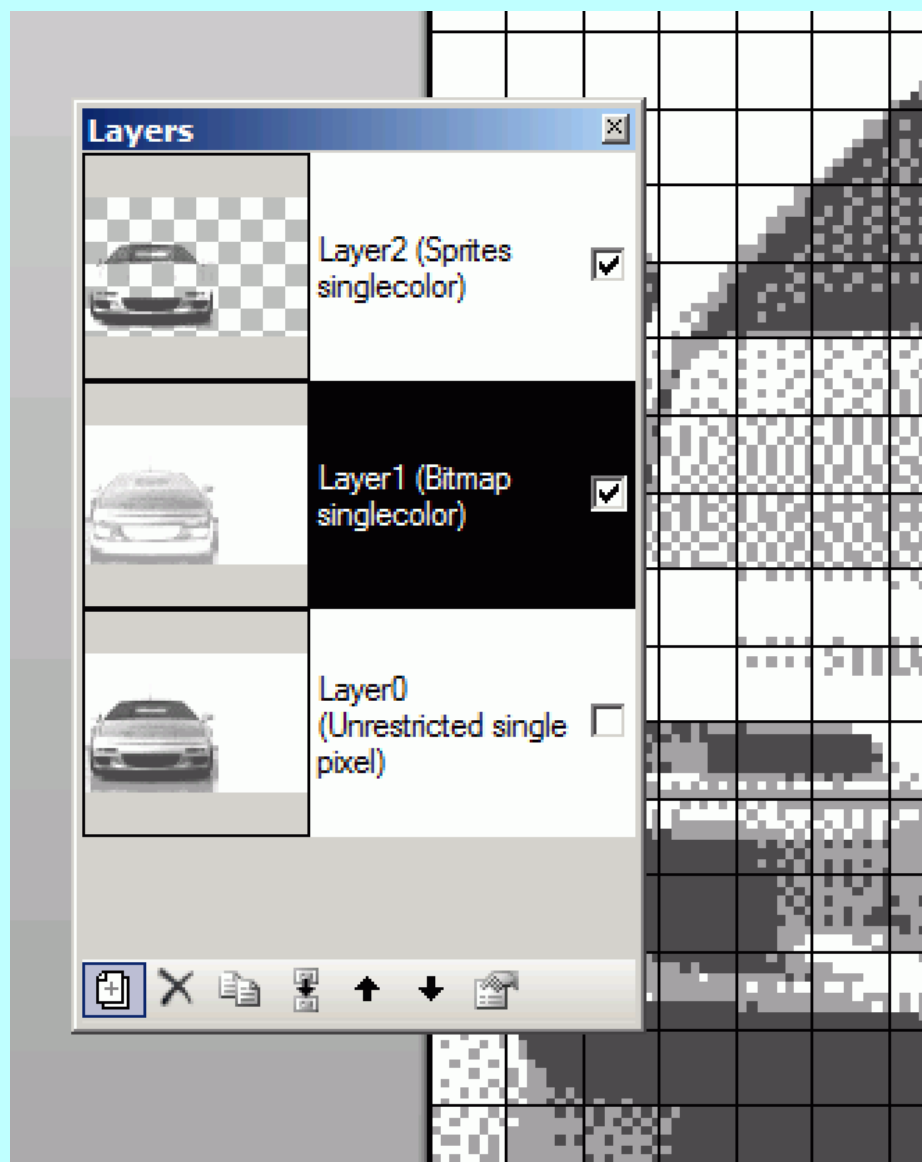 Layers
Layer2 (Sprites
singlecolor)
Layer1 (Bitmap
singlecolor)
Layer0
(Unrestricted single
pixel)